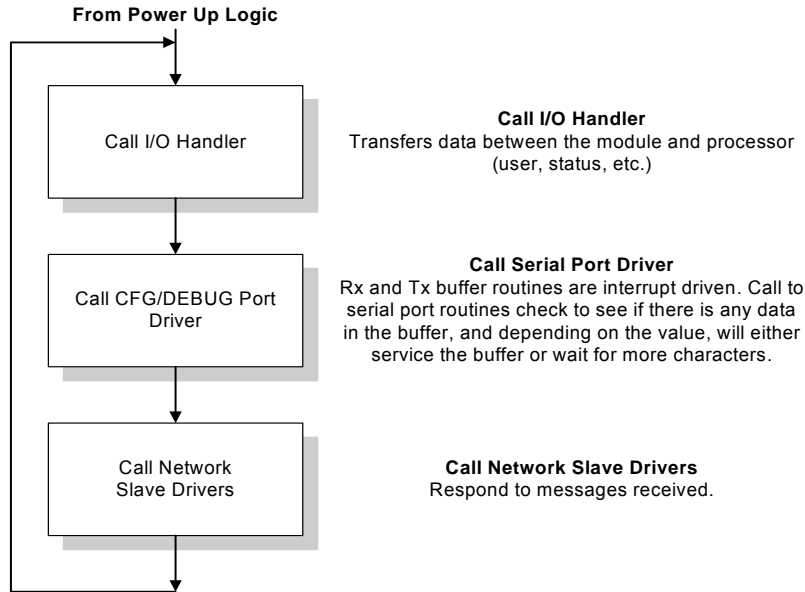 From Power Up Logic
Call I/O Handler
Call I/O Handler
Transfers data between the module and processor
(user, status, etc.)
Call CFG/DEBUG Port
Driver
Call Serial Port Driver
Rx and Tx buffer routines are interrupt driven. Call to
serial port routines check to see if there is any data
in the buffer, and depending on the value, will either
service the buffer or wait for more characters.
Call Network
Slave Drivers
Call Network Slave Drivers
Respond to messages received.